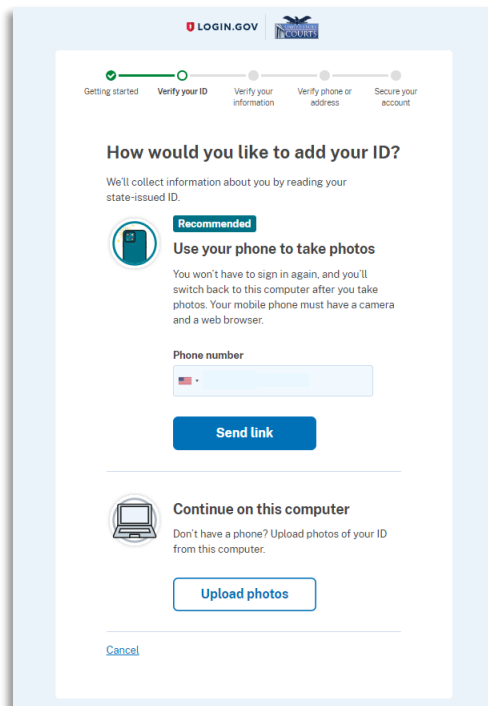 LOGIN.GOV
COURTS
Getting started
Verify your ID
Verify your
information
Verify phone or
address
Secure your
account
How would you like to add your ID?
We'll collect information about you by reading your
state-issued ID.
Recommended
Use your phone to take photos
You won't have to sign in again, and you'll
switch back to this computer after you take
photos. Your mobile phone must have a camera
and a web browser.
Phone number
Send link
Continue on this computer
Don't have a phone? Upload photos of your ID
from this computer.
Upload photos
Cancel